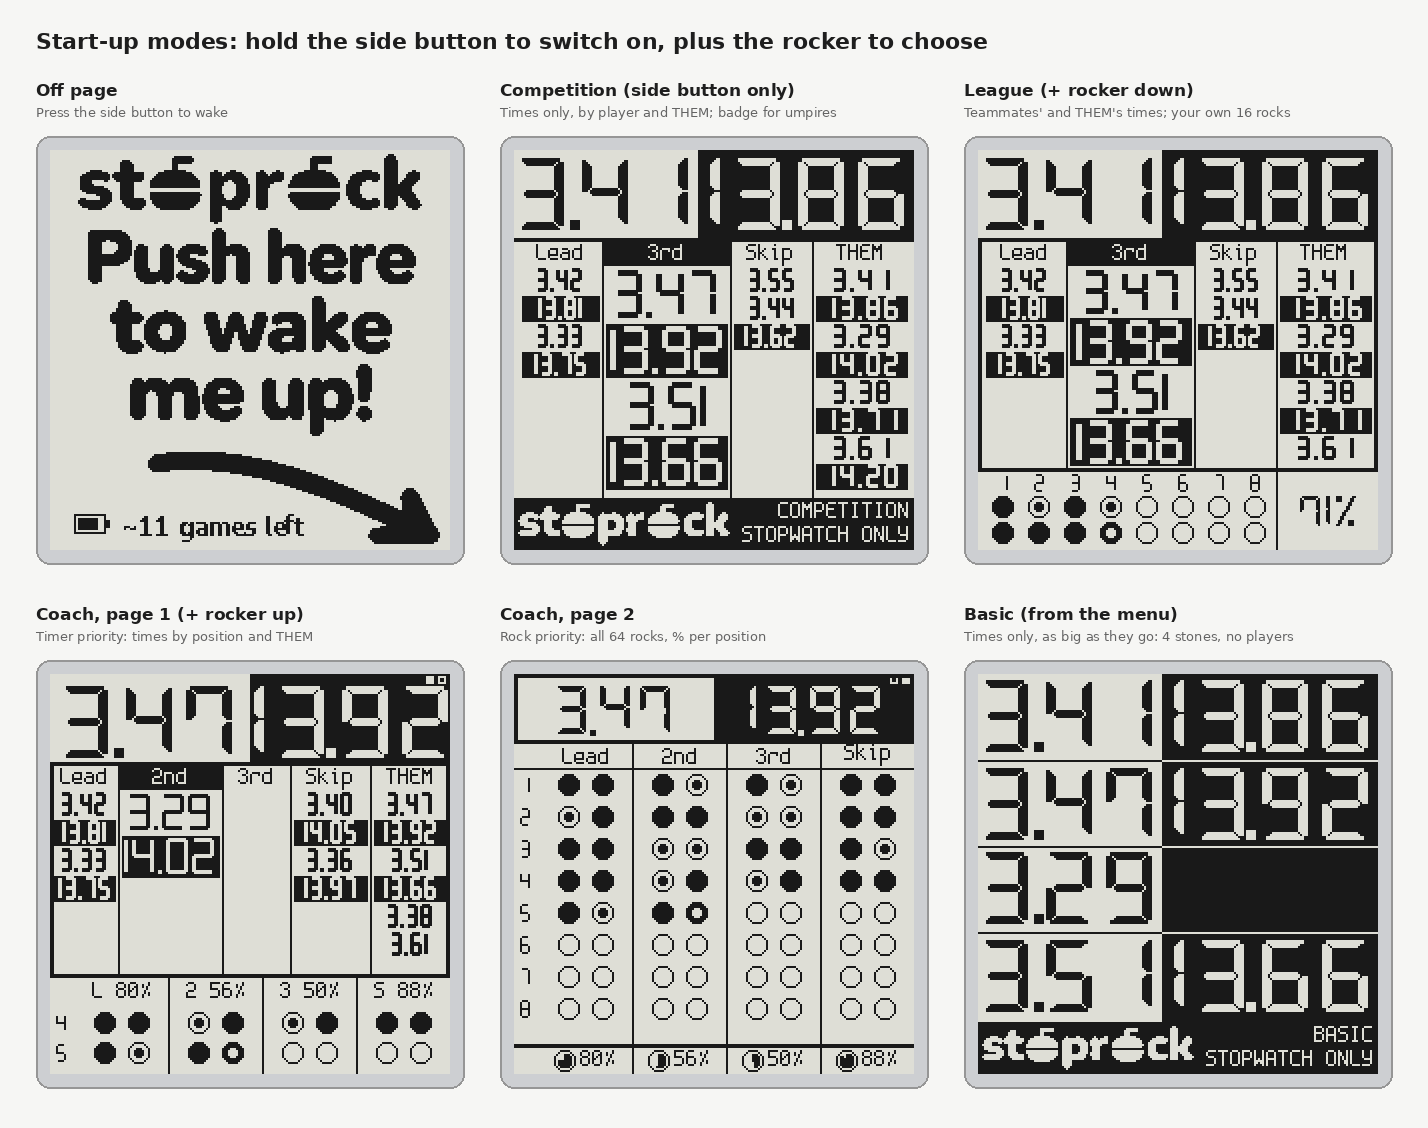 Start-up modes: hold the side button to switch on, plus the rocker to choose
Off page
Press the side button to wake
stoprock
Push here
to wake
me up!
~11 games left
Competition (side button only)
Times only, by player and THEM; badge for umpires
3.41 13.86
Lead 3rd Skip THEM
3.42 3.47 3.55 3.41
13.81 13.92 3.44 13.86
3.33 3.51 13.62 3.29
13.75 13.66 14.02
3.38
13.71
3.61
14.20
stoprock
COMPETITION
STOPWATCH ONLY
League (+ rocker down)
Teammates' and THEM's times; your own 16 rocks
3.41 13.86
Lead 3rd Skip THEM
3.42 3.47 3.55 3.41
13.81 13.92 3.44 13.86
3.33 3.51 13.62 3.29
13.75 13.66 14.02
3.38
13.71
3.61
1 2 3 4 5 6 7 8
71%
Coach, page 1 (+ rocker up)
Timer priority: times by position and THEM
3.47 13.92
Lead 2nd 3rd Skip THEM
3.42 3.29 3.40 3.47
13.81 14.02 14.05 13.92
3.33 3.36 3.51
13.75 13.97 13.66
3.38
3.61
L 80% 2 56% 3 50% S 88%
4
5
Coach, page 2
Rock priority: all 64 rocks, % per position
3.47 13.92
Lead 2nd 3rd Skip
1
2
3
4
5
6
7
8
80% 56% 50% 88%
Basic (from the menu)
Times only, as big as they go: 4 stones, no players
3.41 13.86
3.47 13.92
3.29
3.51 13.66
stoprock
BASIC
STOPWATCH ONLY